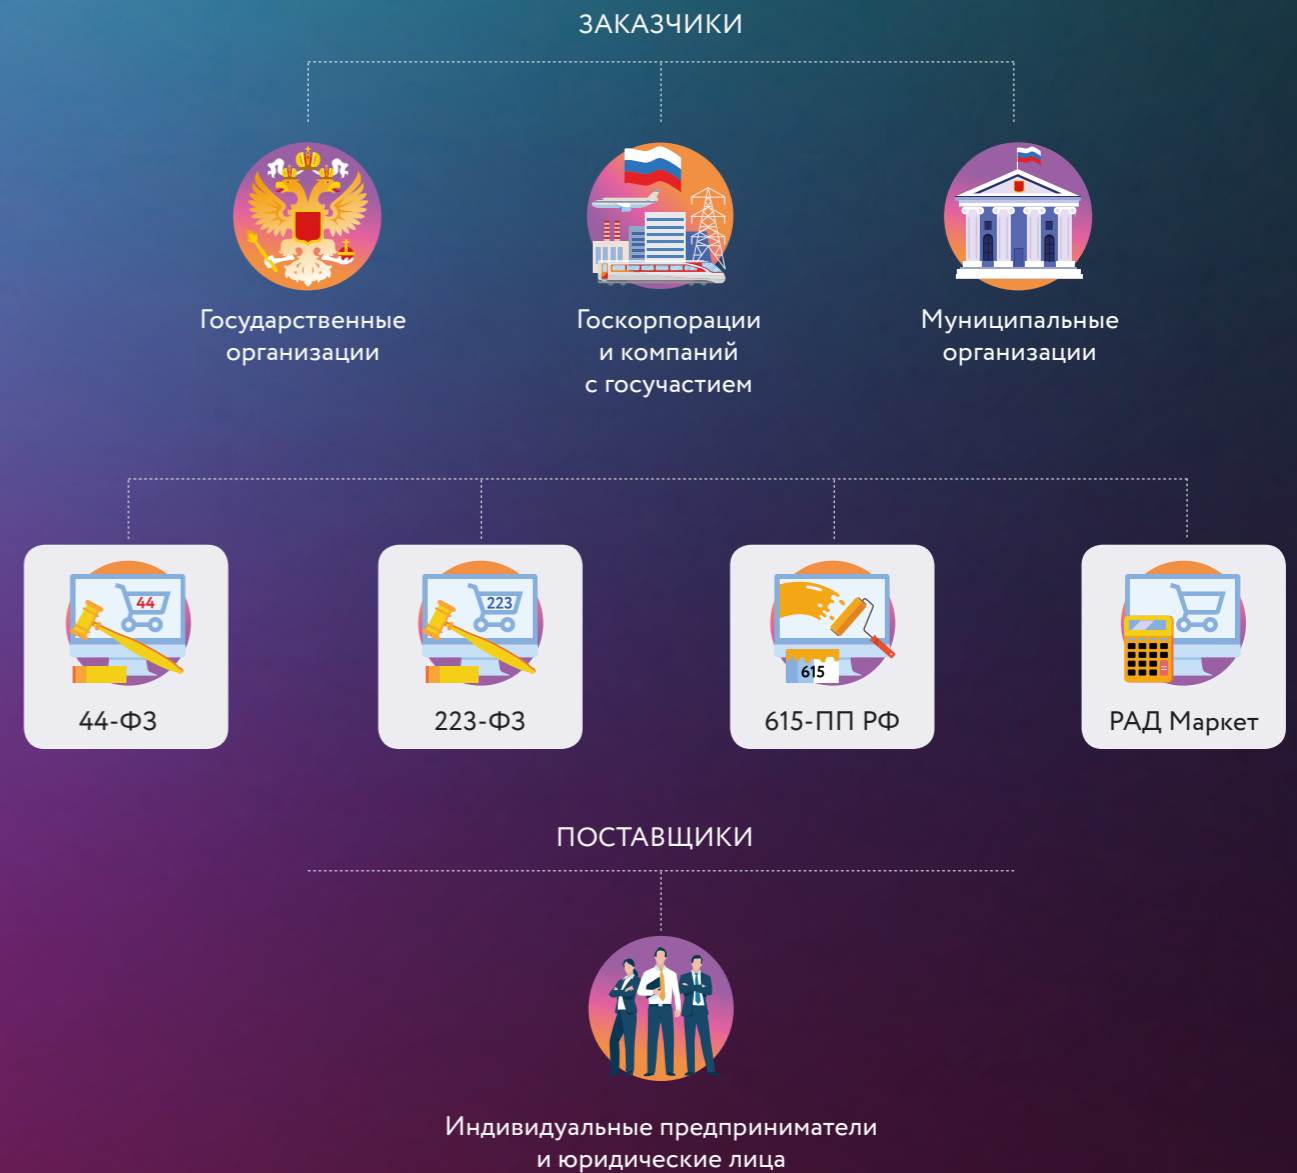 ЗАКАЗЧИКИ
Государственные
организации
Госкорпорации
и компаний
с госучастием
Муниципальные
организации
44
223
615
44-ФЗ
223-ФЗ
615-ПП РФ
РАД Маркет
ПОСТАВЩИКИ
Индивидуальные предприниматели
и юридические лица